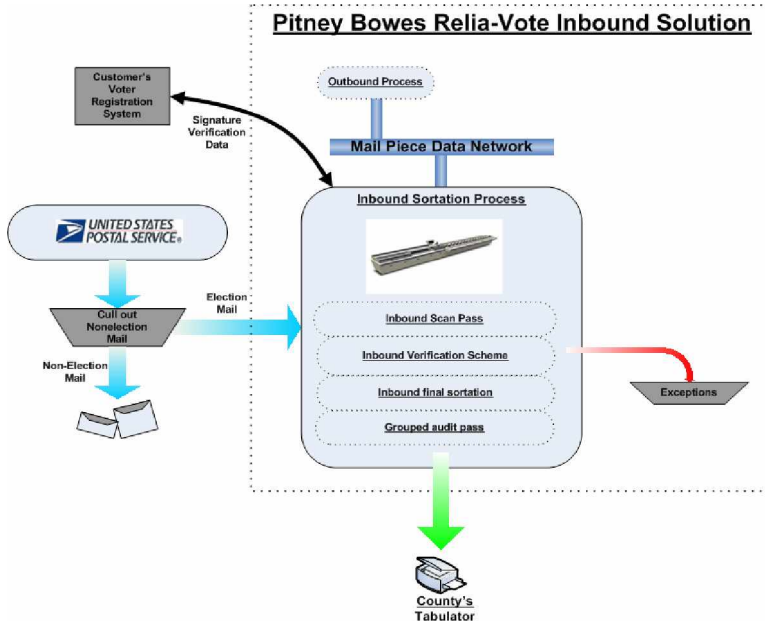 Pitney Bowes Relia-Vote Inbound Solution
Customer's
Voter
Registration
System
Outbound Process
Signature
Verification
Data
Mail Piece Data Network
Inbound Sortation Process
UNITED STATES
POSTAL SERVICE®
Election
Mail
Cull out
Nonelection
Mail
Inbound Scan Pass
Inbound Verification Scheme
Non-Election
Mail
Inbound final sortation
Exceptions
Grouped audit pass
County's
Tabulator